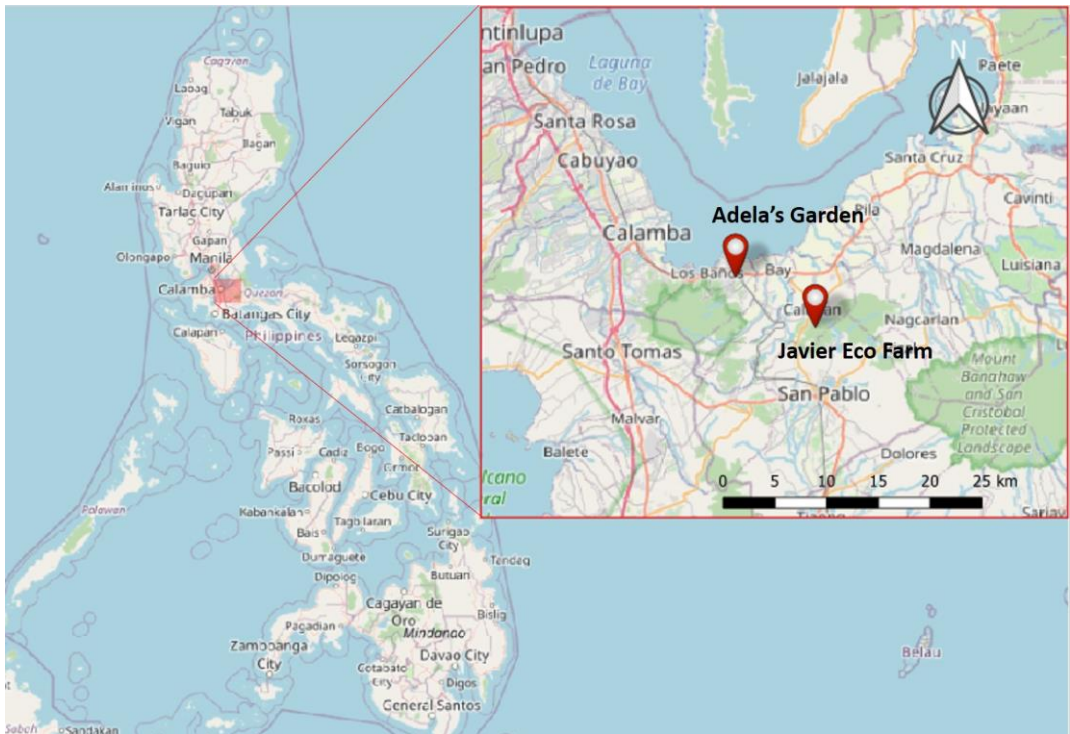 Cagayan
Laoag
Vigan
Tabuk
Ilagan
Baguio
Alaminos
Dagupan
Tarlac City
Gapan
Olongapo
Manila
Calamba
Quezon
Batangas City
Calapan
Philippines
Legazpi
Sorsogon
City
Roxas
Catbalogan
Tacloban
Passi
Cadiz
Bogo
Ormoc
Bacolod
Cebu City
Kabankalan
Tagbilaran
Bais
Palawan
Dumaguete
Surigao
City
Tandag
Dipolog
Butuan
Cagayan de
Oro
Bislig
Pagadian
Mindanao
Zamboanga
City
Cotabato
City
Davao City
Digos
General Santos
Sandakan
Belau
ntinlupa
an Pedro
Laguna
de Bay
Jalajala
N
Paete
Santa Rosa
Cabuyao
Santa Cruz
Cavinti
Adela's Garden
Pila
Calamba
Magdalena
Los Baños
Bay
Luisiana
Nagcarlan
Santo Tomas
Javier Eco Farm
San Pablo
Mount
Banahaw
and San
Cristobal
Protected
Landscape
Malvar
Balete
Dolores
0 5 10 15 20 25 km